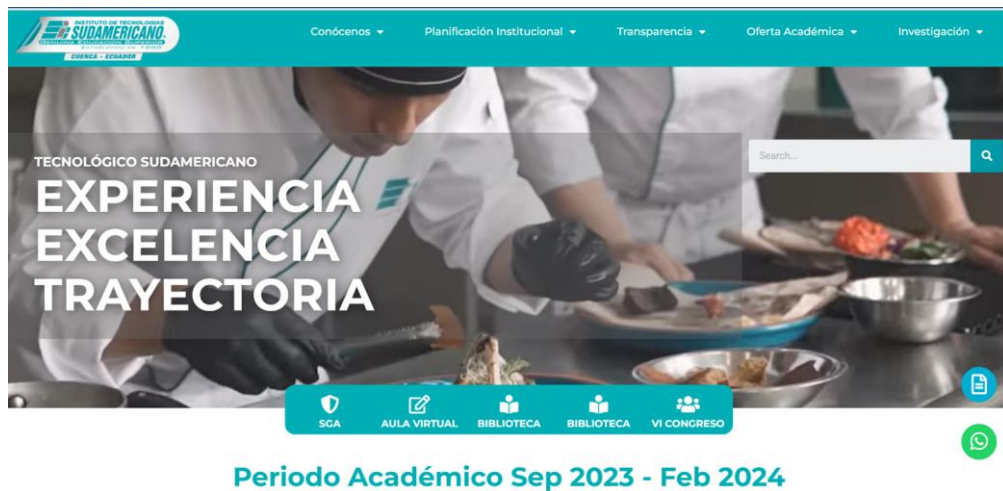 INSTITUTO DE TECNOLOGÍAS
SUDAMERICANO
CUENCA - ECUADOR
Conócenos
Planificación Institucional
Transparencia
Oferta Académica
Investigación
Search...
TECNOLÓGICO SUDAMERICANO
EXPERIENCIA
EXCELENCIA
TRAYECTORIA
SGA
AULA VIRTUAL
BIBLIOTECA
BIBLIOTECA
VI CONGRESO
Periodo Académico Sep 2023 - Feb 2024